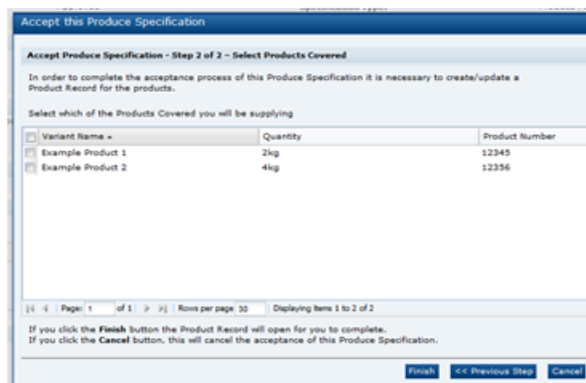 Accept this Produce Specification
Accept Produce Specification - Step 2 of 2 – Select Products Covered
In order to complete the acceptance process of this Produce Specification it is necessary to create/update a
Product Record for the products.
Select which of the Products Covered you will be supplying
Variant Name Quantity Product Number
Example Product 1 2kg 12345
Example Product 2 4kg 12356
Page: 1 of 1 Rows per page 30 Displaying items 1 to 2 of 2
If you click the Finish button the Product Record will open for you to complete.
If you click the Cancel button, this will cancel the acceptance of this Produce Specification.
Finish << Previous Step Cancel